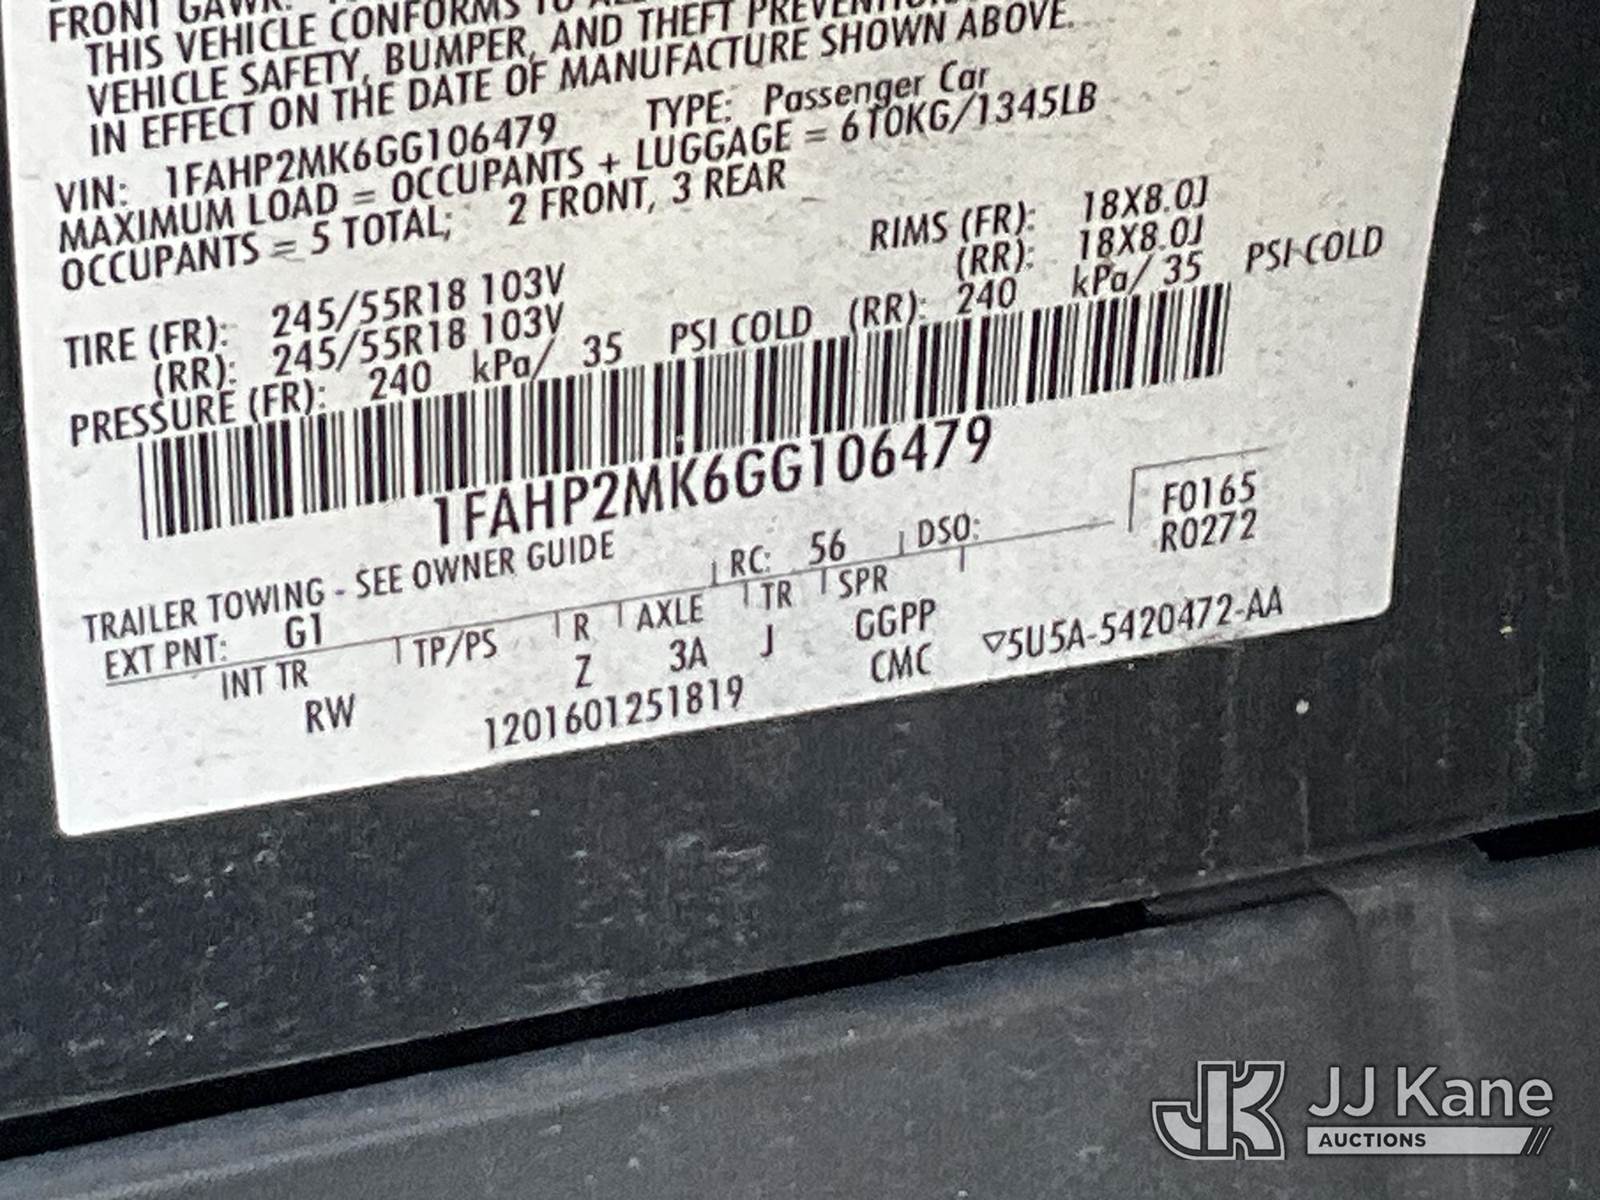 FRONT GAWR:
THIS VEHICLE CONFORMS TO
VEHICLE SAFETY, BUMPER, AND THEFT PREVENTION
IN EFFECT ON THE DATE OF MANUFACTURE SHOWN ABOVE.
VIN: 1FAHP2MK6GG106479 TYPE: Passenger Car
MAXIMUM LOAD = OCCUPANTS + LUGGAGE = 610KG/1345LB
OCCUPANTS = 5 TOTAL; 2 FRONT, 3 REAR
TIRE (FR): 245/55R18 103V RIMS (FR): 18X8.0J
(RR): 245/55R18 103V (RR): 18X8.0J
PRESSURE (FR): 240 kPa/ 35 PSI COLD (RR): 240 kPa/ 35 PSI COLD
1FAHP2MK6GG106479
F0165
R0272
TRAILER TOWING - SEE OWNER GUIDE
EXT PNT: G1 RC: 56 DSO:
INT TR TP/PS R AXLE TR SPR
RW Z 3A J GGPP
1201601251819 CMC ▽5U5A-5420472-AA
JK JJ Kane
AUCTIONS